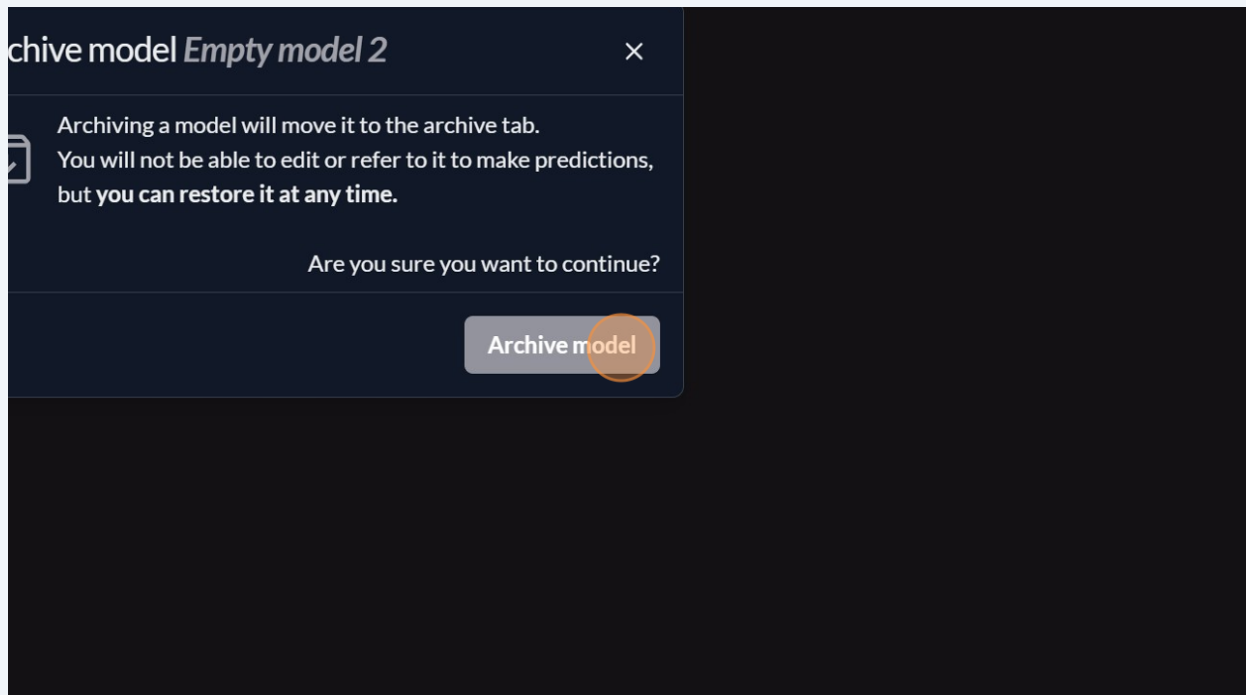 chive model Empty model 2
Archiving a model will move it to the archive tab.
You will not be able to edit or refer to it to make predictions,
but you can restore it at any time.
Are you sure you want to continue?
Archive model